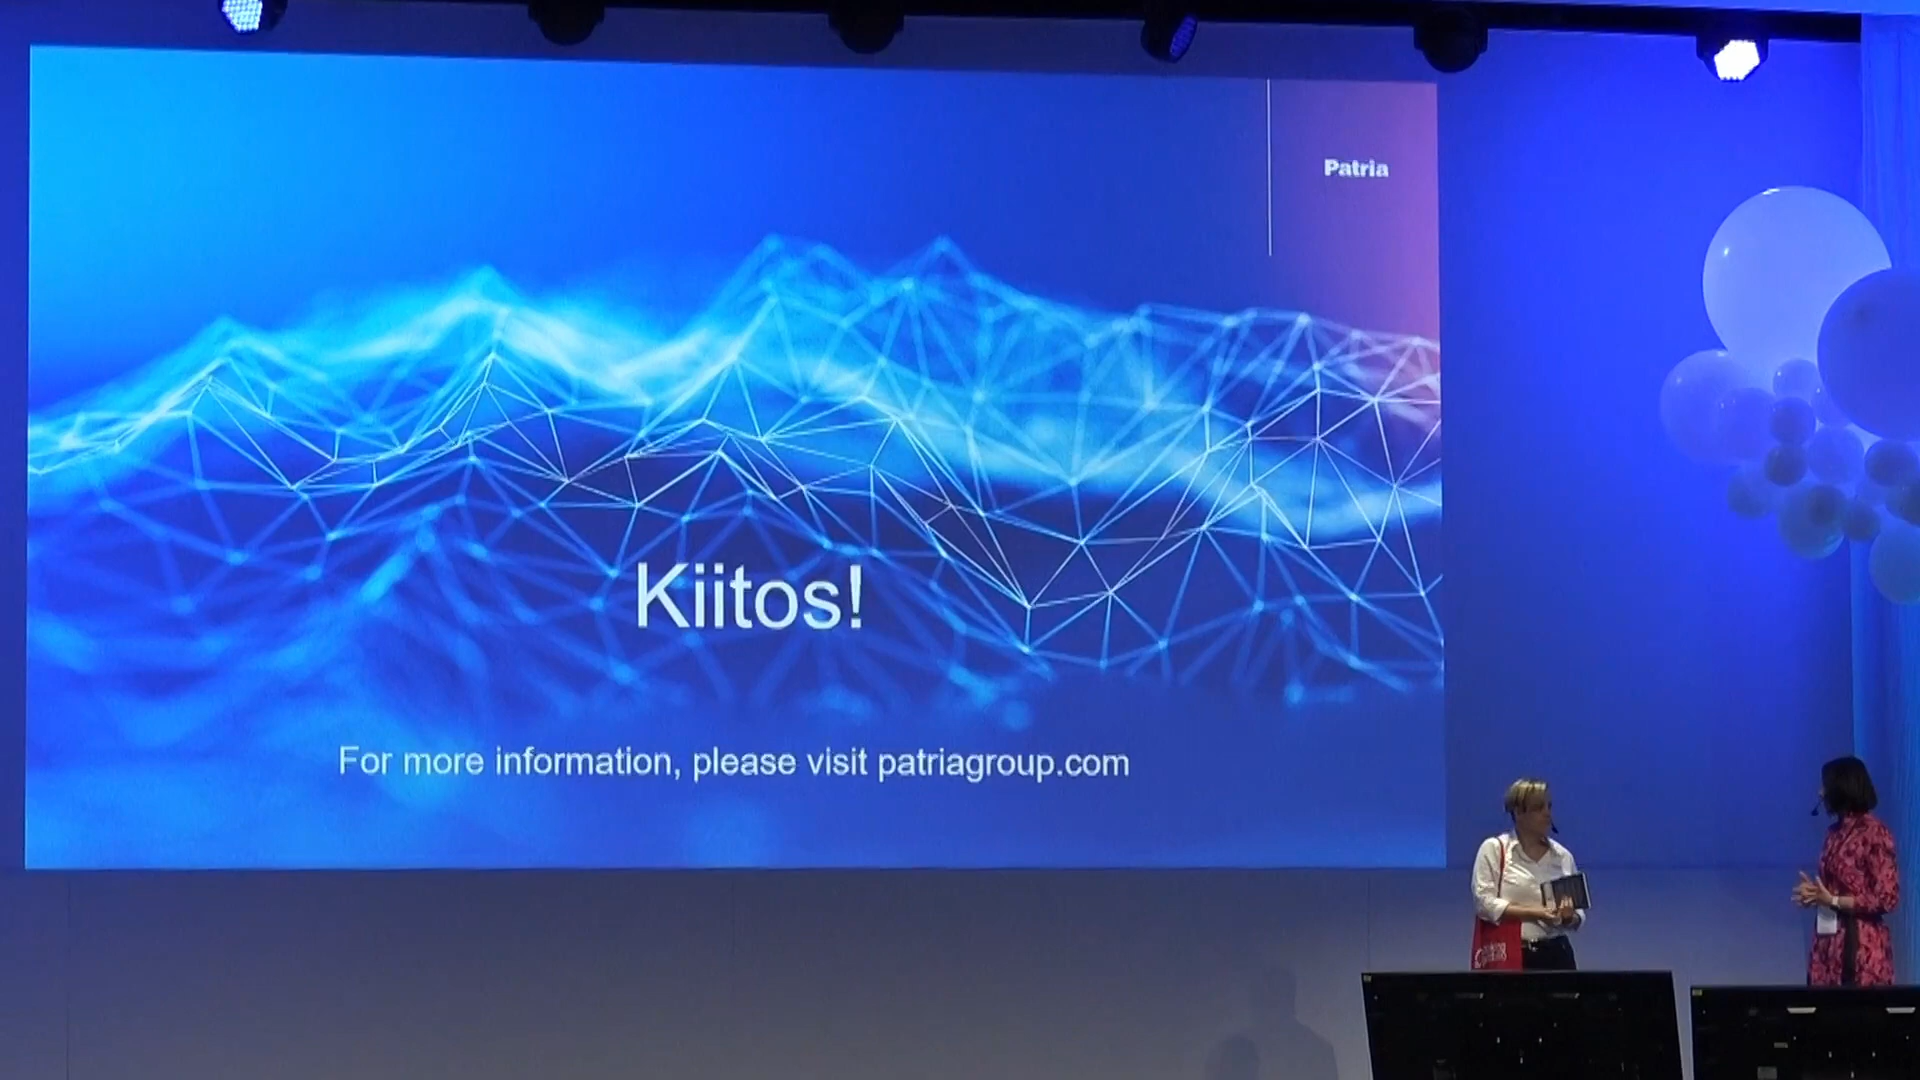 Patria
Kiitos!
For more information, please visit patriagroup.com